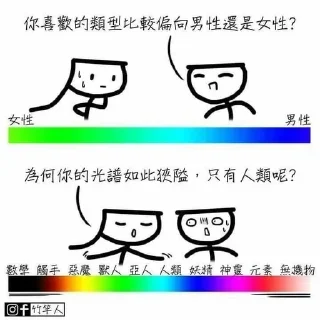 你喜歡的類型比較偏向男性還是女性?
女性 男性
為何你的光譜如此狹隘，只有人類呢?
數學 觸手 惡魔 獸人 亞人 人類 妖精 神靈 元素 無機物
竹竿人